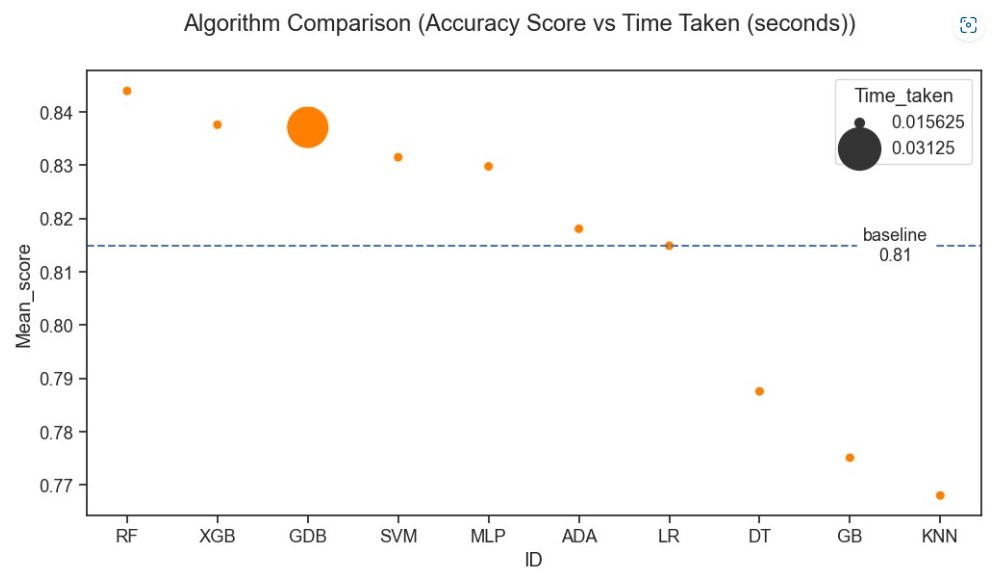 Algorithm Comparison (Accuracy Score vs Time Taken (seconds))
Time_taken
0.015625
0.03125
baseline
0.81
Mean_score
0.84
0.83
0.82
0.81
0.80
0.79
0.78
0.77
RF XGB GDB SVM MLP ADA LR DT GB KNN
ID